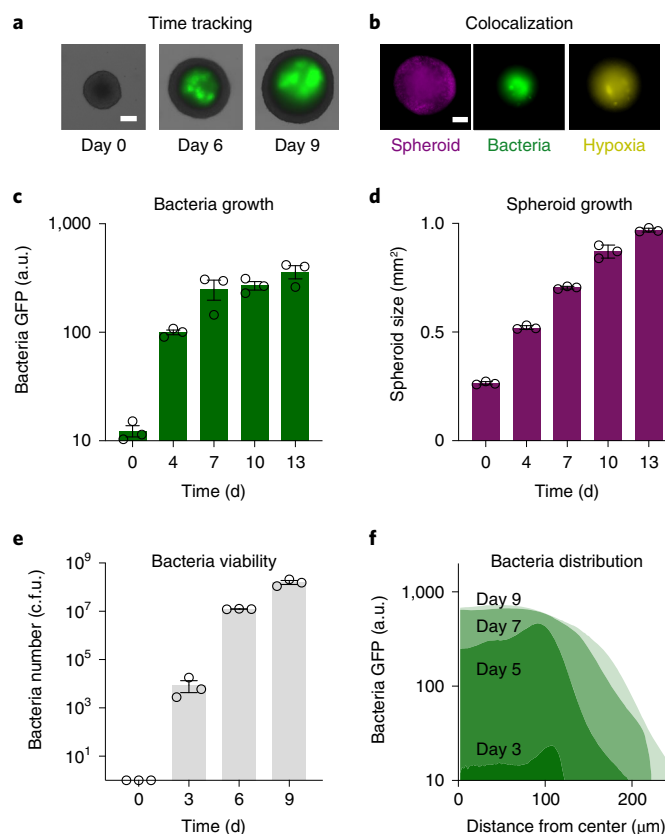 a
Time tracking
Day 0
Day 6
Day 9
b
Colocalization
Spheroid
Bacteria
Hypoxia
c
Bacteria growth
Bacteria GFP (a.u.)
1,000
100
10
0 4 7 10 13
Time (d)
d
Spheroid growth
Spheroid size (mm²)
1.0
0.5
0
0 4 7 10 13
Time (d)
e
Bacteria viability
Bacteria number (c.f.u.)
10⁹
10⁷
10⁵
10³
10¹
0 3 6 9
Time (d)
f
Bacteria distribution
Bacteria GFP (a.u.)
1,000
100
10
Day 9
Day 7
Day 5
Day 3
0 100 200
Distance from center (μm)